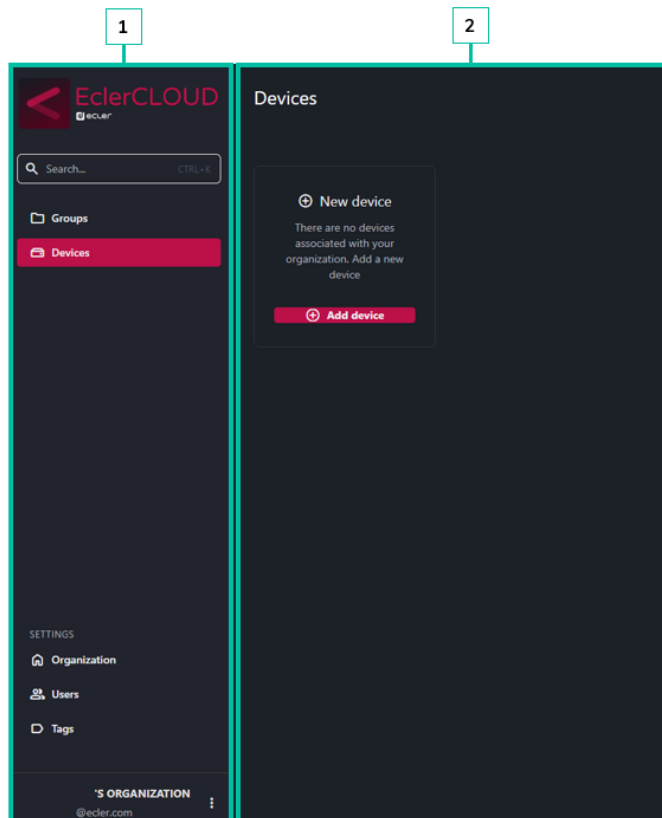 1
2
EclerCLOUD
ecler
Search...
CTRL+K
Groups
Devices
SETTINGS
Organization
Users
Tags
'S ORGANIZATION
@ecler.com
Devices
New device
There are no devices
associated with your
organization. Add a new
device
Add device